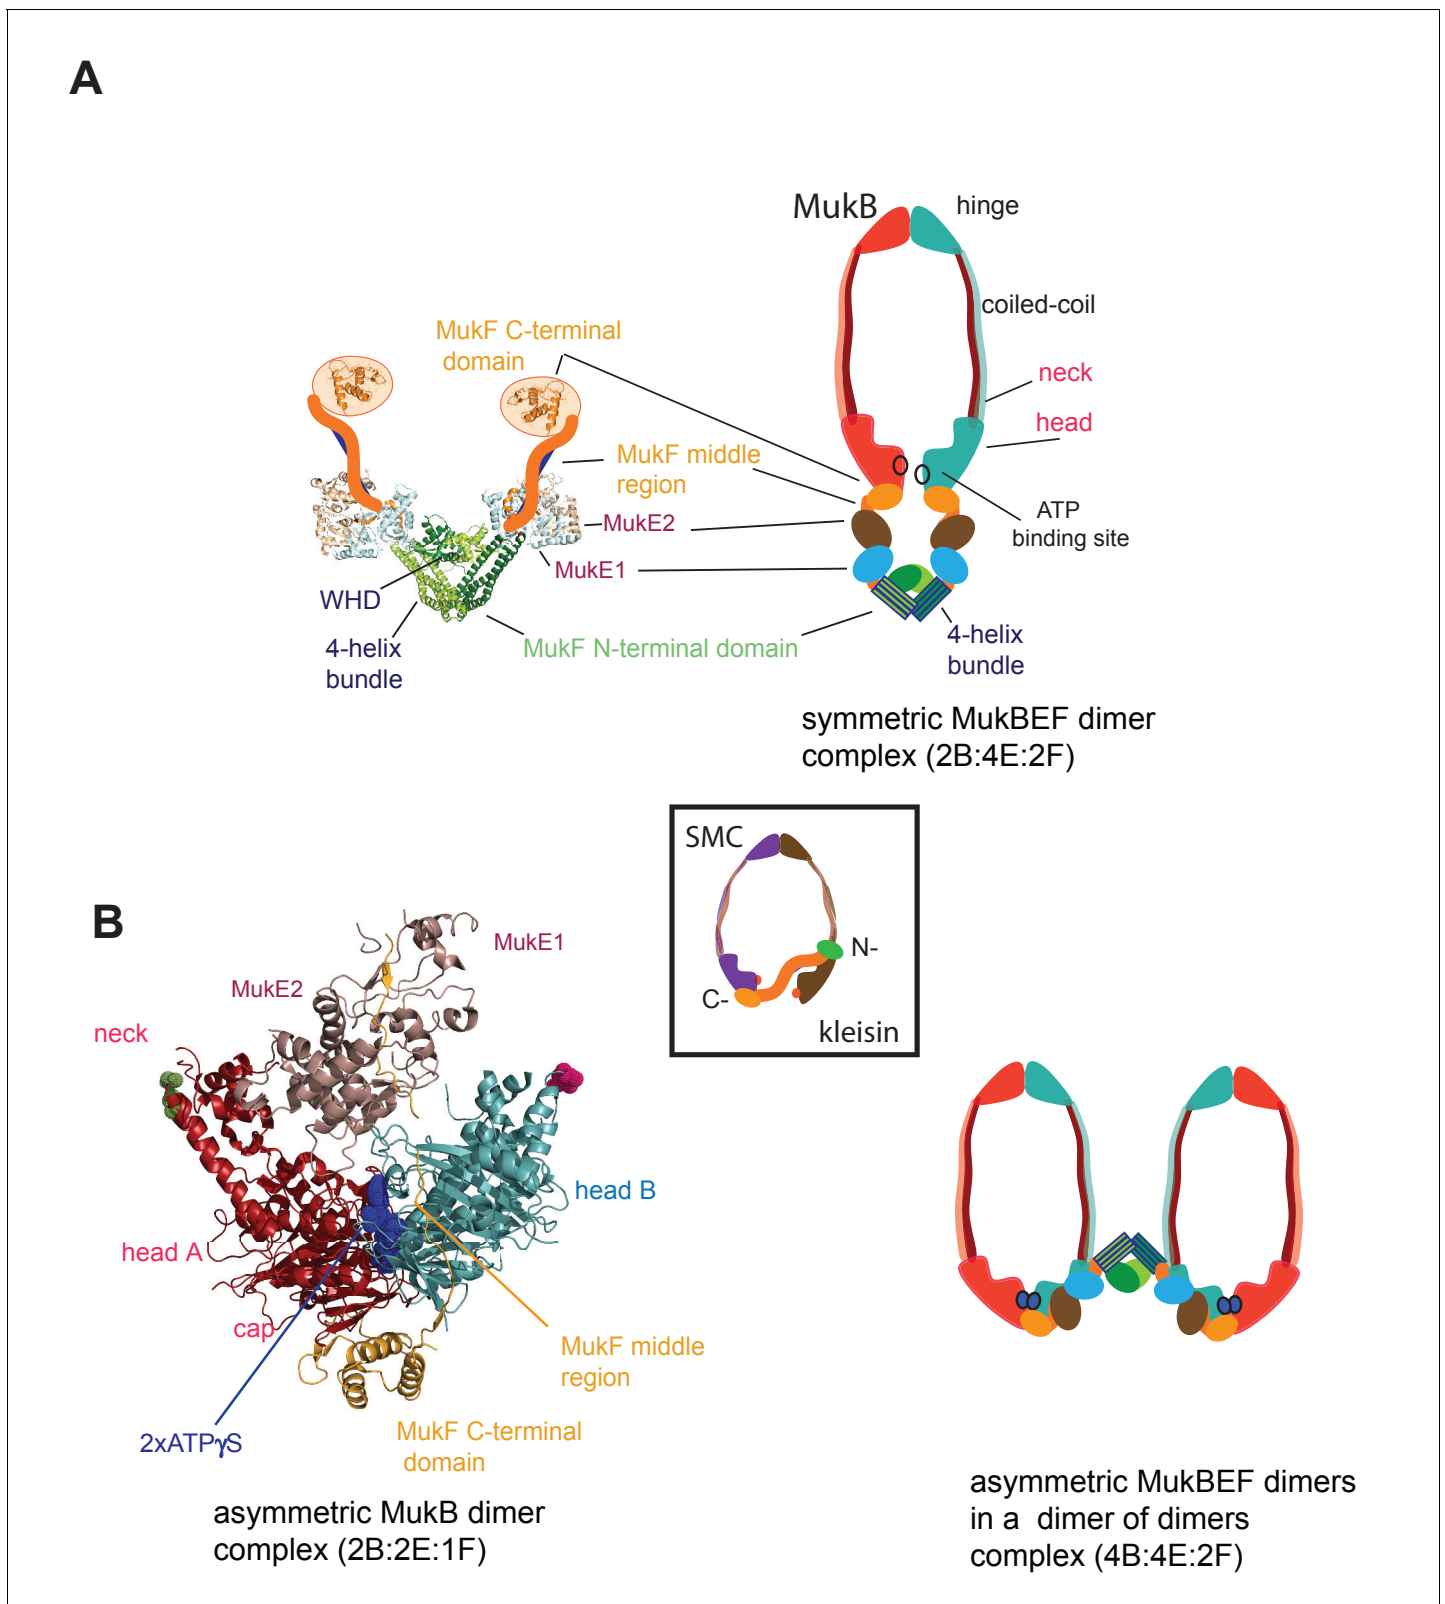 A
MukB
hinge
coiled-coil
MukF C-terminal
domain
neck
head
MukF middle
region
ATP
binding site
MukE2
MukE1
WHD
4-helix
bundle
MukF N-terminal domain
4-helix
bundle
symmetric MukBEF dimer
complex (2B:4E:2F)
SMC
N-
C-
kleisin
B
MukE1
MukE2
neck
head B
head A
cap
MukF middle
region
2xATPγS
MukF C-terminal
domain
asymmetric MukB dimer
complex (2B:2E:1F)
asymmetric MukBEF dimers
in a dimer of dimers
complex (4B:4E:2F)